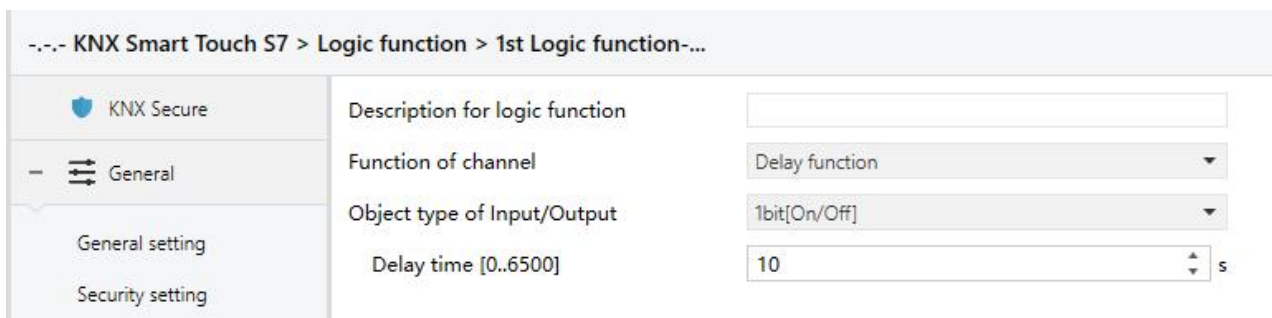 -.-.- KNX Smart Touch S7 > Logic function > 1st Logic function-...
KNX Secure
Description for logic function
General
Function of channel
Delay function
Object type of Input/Output
1bit[On/Off]
General setting
Delay time [0..6500]
10
s
Security setting